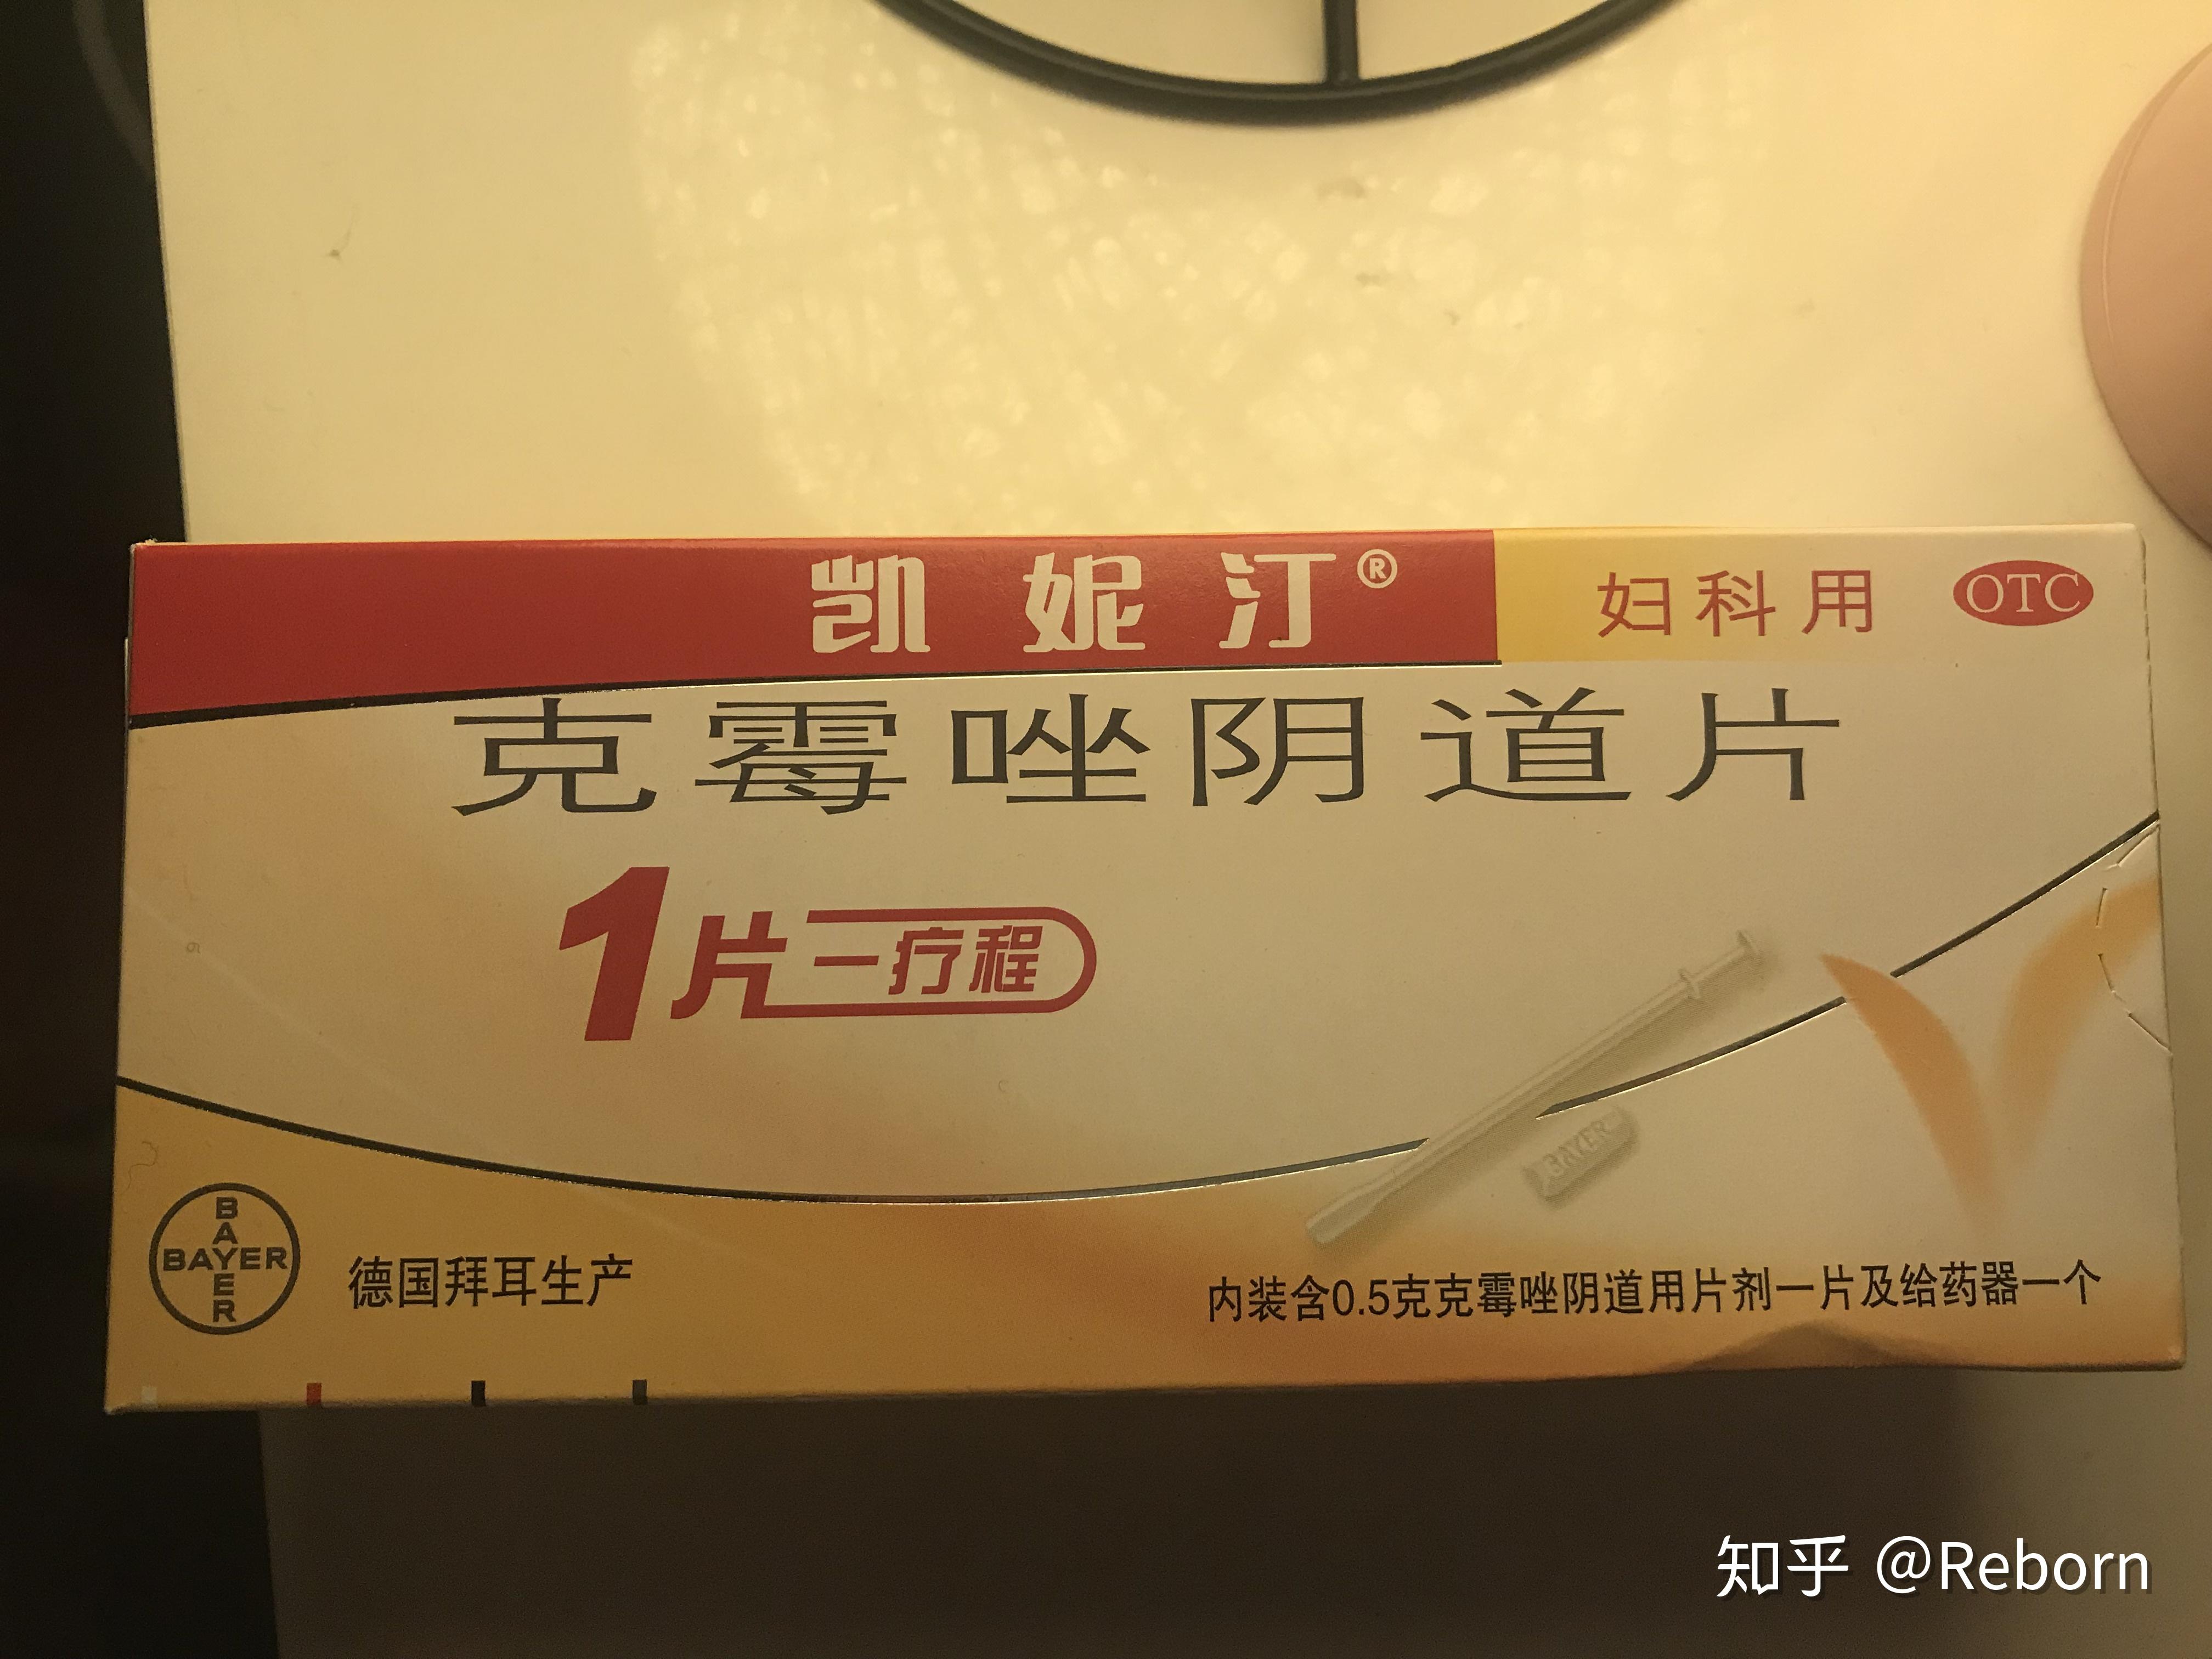 凯妮汀®
妇科用
OTC
克霉唑阴道片
1片一疗程
BAYER
BAYER
BAYER
德国拜耳生产
内装含0.5克克霉唑阴道用片剂一片及给药器一个
知乎 @Reborn